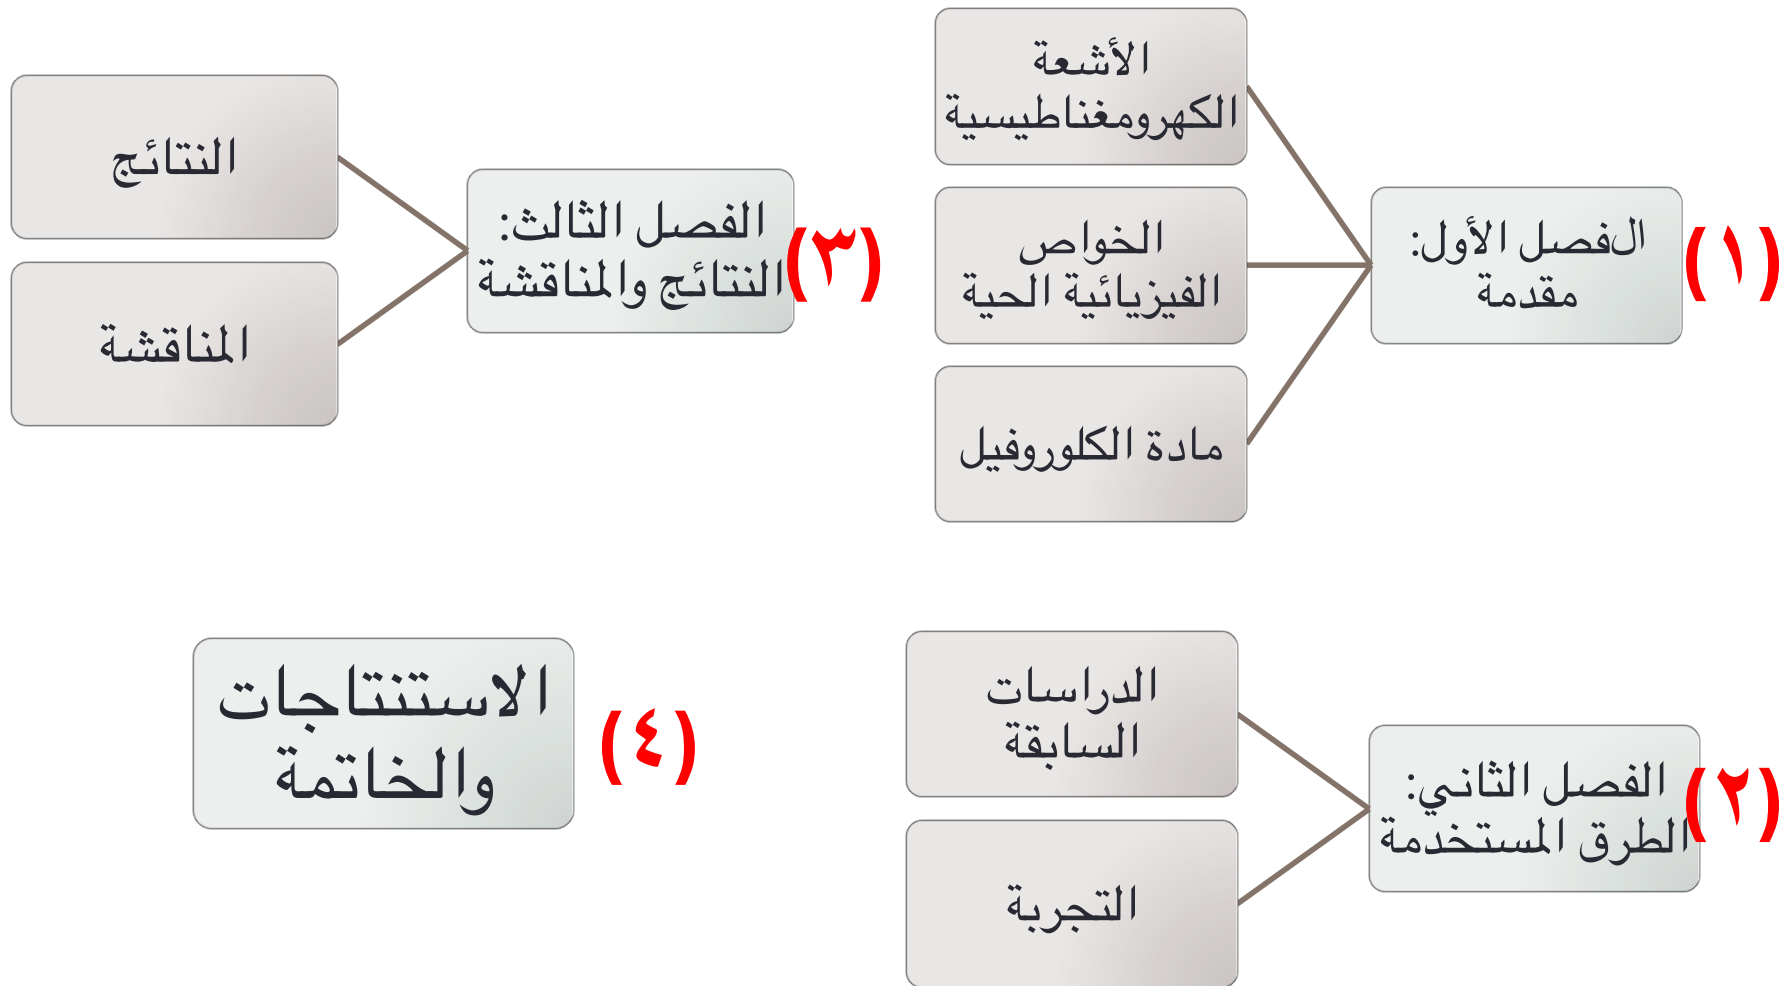 (١)
الفصل الأول:
مقدمة
الأشعة
الكهرومغناطيسية
الخواص
الفيزيائية الحية
مادة الكلوروفيل
(٢)
الفصل الثاني:
الطرق المستخدمة
الدراسات
السابقة
التجربة
(٣)
الفصل الثالث:
النتائج والمناقشة
النتائج
المناقشة
(٤)
الاستنتاجات
والخاتمة